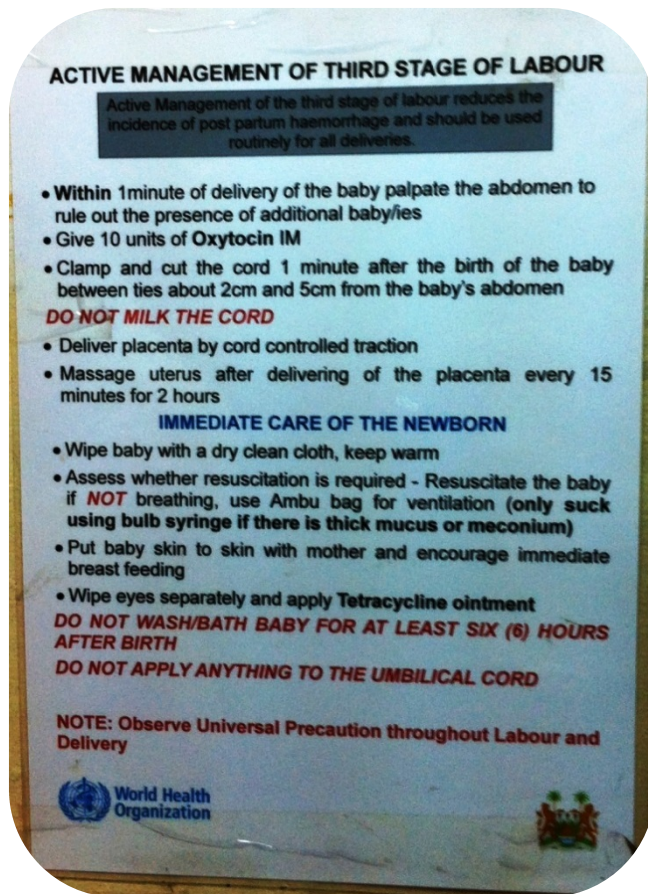 ACTIVE MANAGEMENT OF THIRD STAGE OF LABOUR
Active Management of the third stage of labour reduces the
incidence of post partum haemorrhage and should be used
routinely for all deliveries.
• Within 1minute of delivery of the baby palpate the abdomen to
rule out the presence of additional baby/ies
• Give 10 units of Oxytocin IM
• Clamp and cut the cord 1 minute after the birth of the baby
between ties about 2cm and 5cm from the baby's abdomen
DO NOT MILK THE CORD
• Deliver placenta by cord controlled traction
• Massage uterus after delivering of the placenta every 15
minutes for 2 hours
IMMEDIATE CARE OF THE NEWBORN
• Wipe baby with a dry clean cloth, keep warm
• Assess whether resuscitation is required - Resuscitate the baby
if NOT breathing, use Ambu bag for ventilation (only suck
using bulb syringe if there is thick mucus or meconium)
• Put baby skin to skin with mother and encourage immediate
breast feeding
• Wipe eyes separately and apply Tetracycline ointment
DO NOT WASH/BATH BABY FOR AT LEAST SIX (6) HOURS
AFTER BIRTH
DO NOT APPLY ANYTHING TO THE UMBILICAL CORD
NOTE: Observe Universal Precaution throughout Labour and
Delivery
World Health
Organization